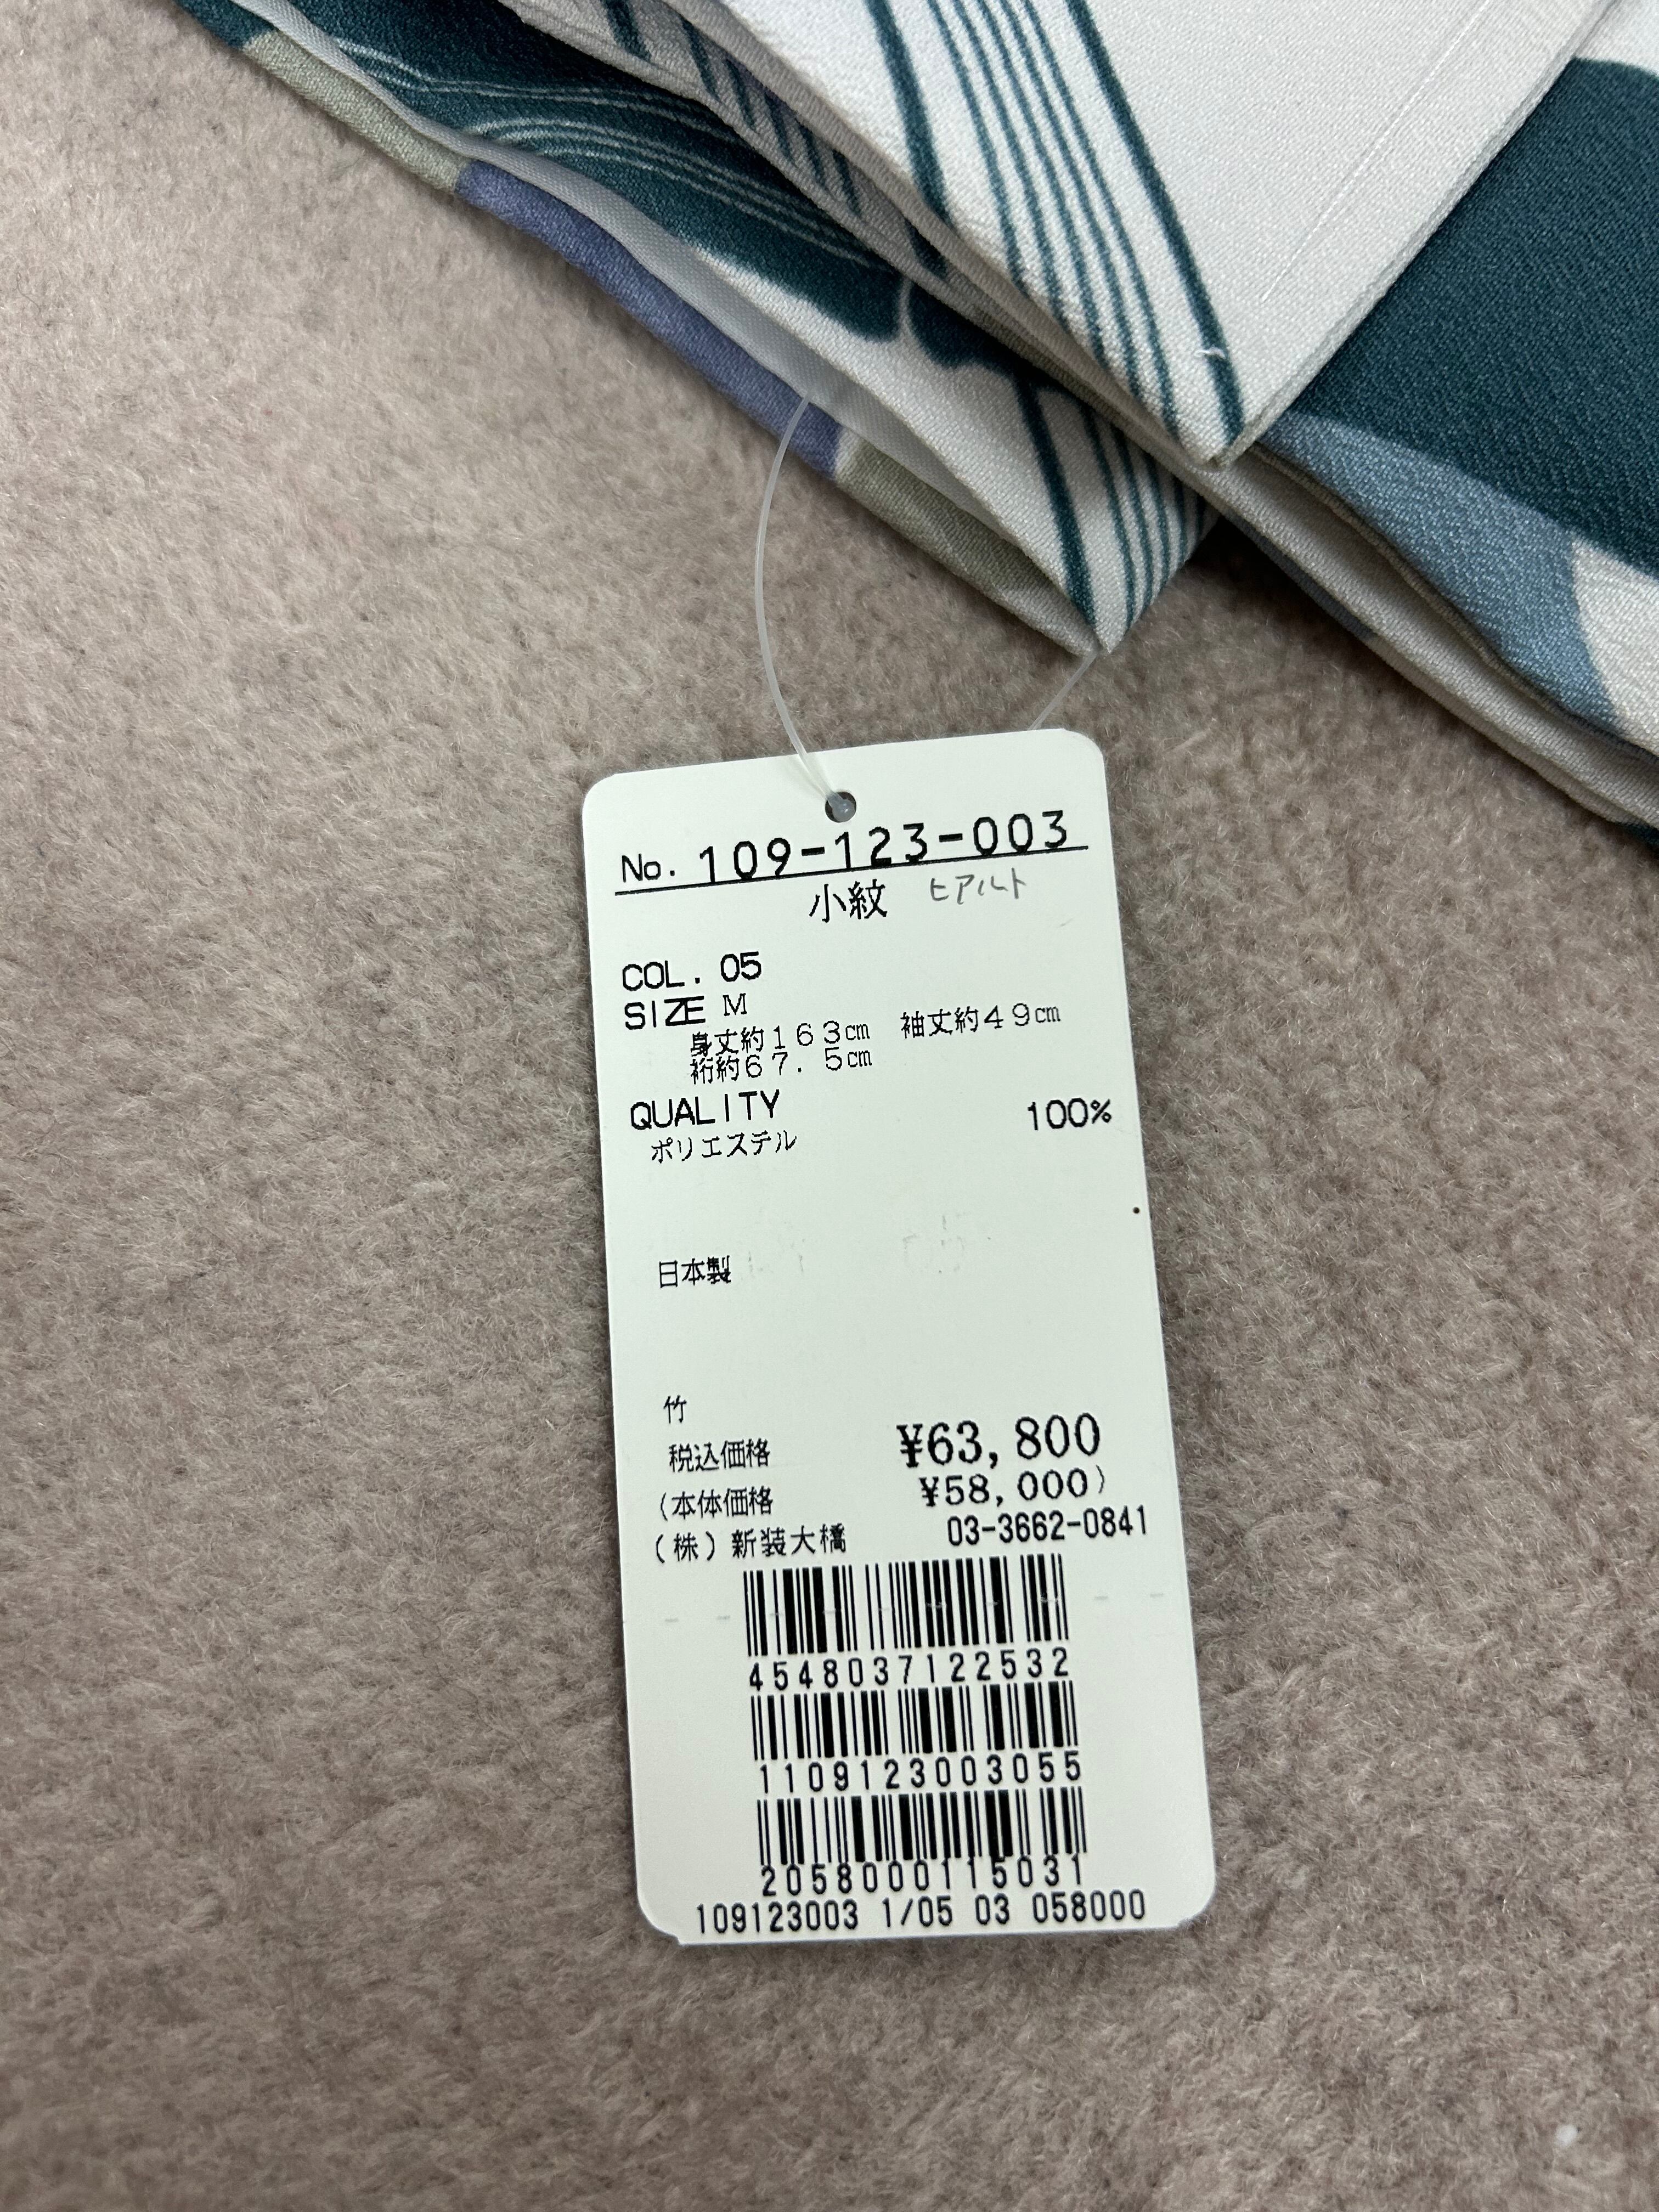 No. 109-123-003
小紋 ヒアルト
COL. 05
SIZE M
身丈約163cm 袖丈約49cm
裄約67.5cm
QUALITY 100%
ポリエステル
日本製
竹
税込価格 ¥63,800
(本体価格 ¥58,000)
(株)新装大橋 03-3662-0841
4548037122532
1109123003055
2058000115031
109123003 1/05 03 058000